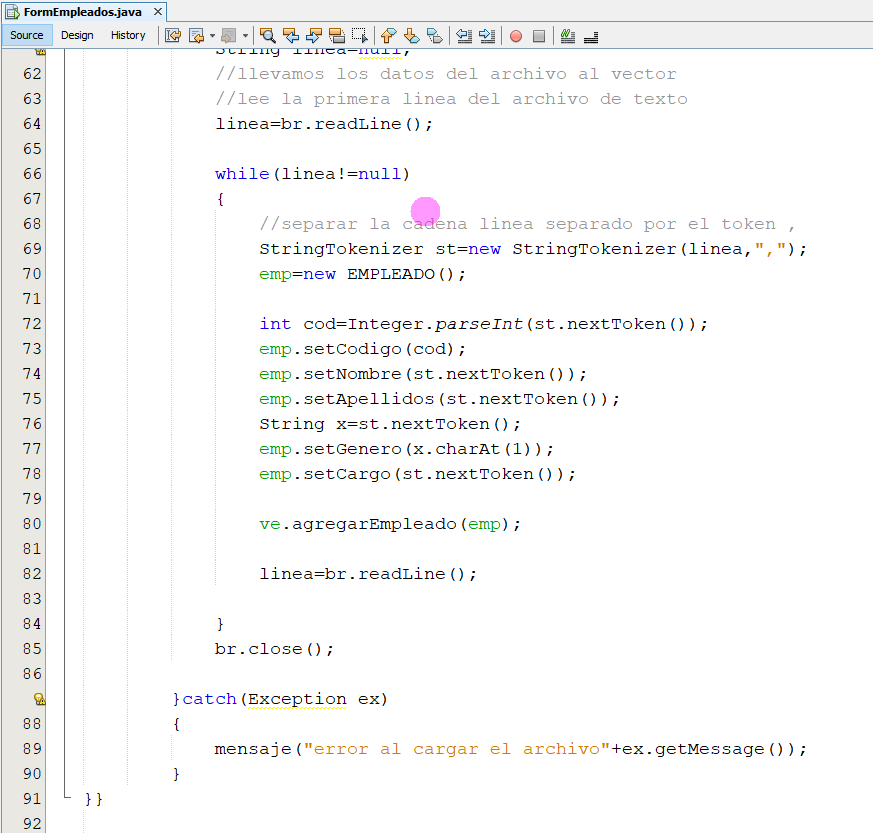 FormEmpleados.java
Source Design History
String linea=null;
62 //llevamos los datos del archivo al vector
63 //lee la primera linea del archivo de texto
64 linea=br.readLine();
65
66 while(linea!=null)
67 {
68 //separar la cadena linea separado por el token ,
69 StringTokenizer st=new StringTokenizer(linea,",");
70 emp=new EMPLEADO();
71
72 int cod=Integer.parseInt(st.nextToken());
73 emp.setCodigo(cod);
74 emp.setNombre(st.nextToken());
75 emp.setApellidos(st.nextToken());
76 String x=st.nextToken();
77 emp.setGenero(x.charAt(1));
78 emp.setCargo(st.nextToken());
79
80 ve.agregarEmpleado(emp);
81
82 linea=br.readLine();
83
84 }
85 br.close();
86
}catch(Exception ex)
88 {
89 mensaje("error al cargar el archivo"+ex.getMessage());
90 }
91 }}
92